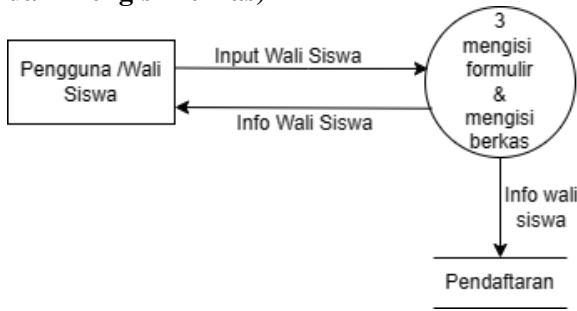 Pengguna /Wali
Siswa
Input Wali Siswa
Info Wali Siswa
3
mengisi
formulir
&
mengisi
berkas
Info wali
siswa
Pendaftaran